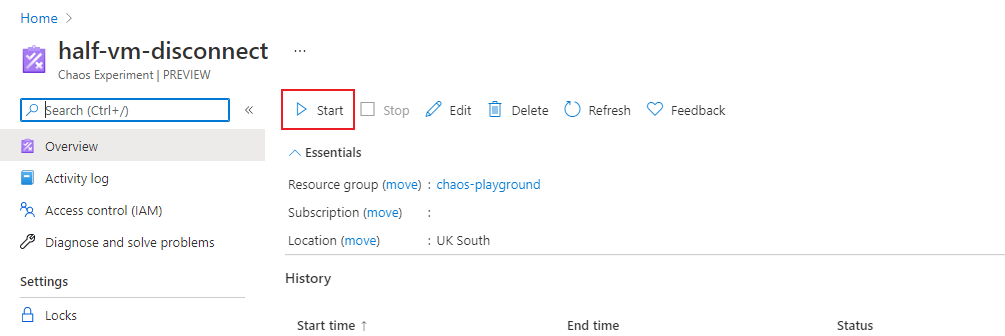 Home >
half-vm-disconnect ...
Chaos Experiment | PREVIEW
Search (Ctrl+/) «
Overview
Activity log
Access control (IAM)
Diagnose and solve problems
Settings
Locks
Start Stop Edit Delete Refresh Feedback
Essentials
Resource group (move) : chaos-playground
Subscription (move) :
Location (move) : UK South
History
Start time ↑ End time Status